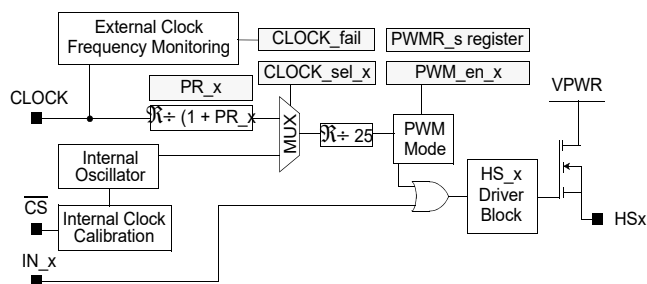 External Clock
Frequency Monitoring
CLOCK_fail
PWMR_s register
PR_x
CLOCK_sel_x
PWM_en_x
VPWR
CLOCK
ℜ÷ (1 + PR_x
MUX
ℜ÷ 25
PWM
Mode
Internal
Oscillator
HS_x
Driver
Block
CS
Internal Clock
Calibration
HSx
IN_x